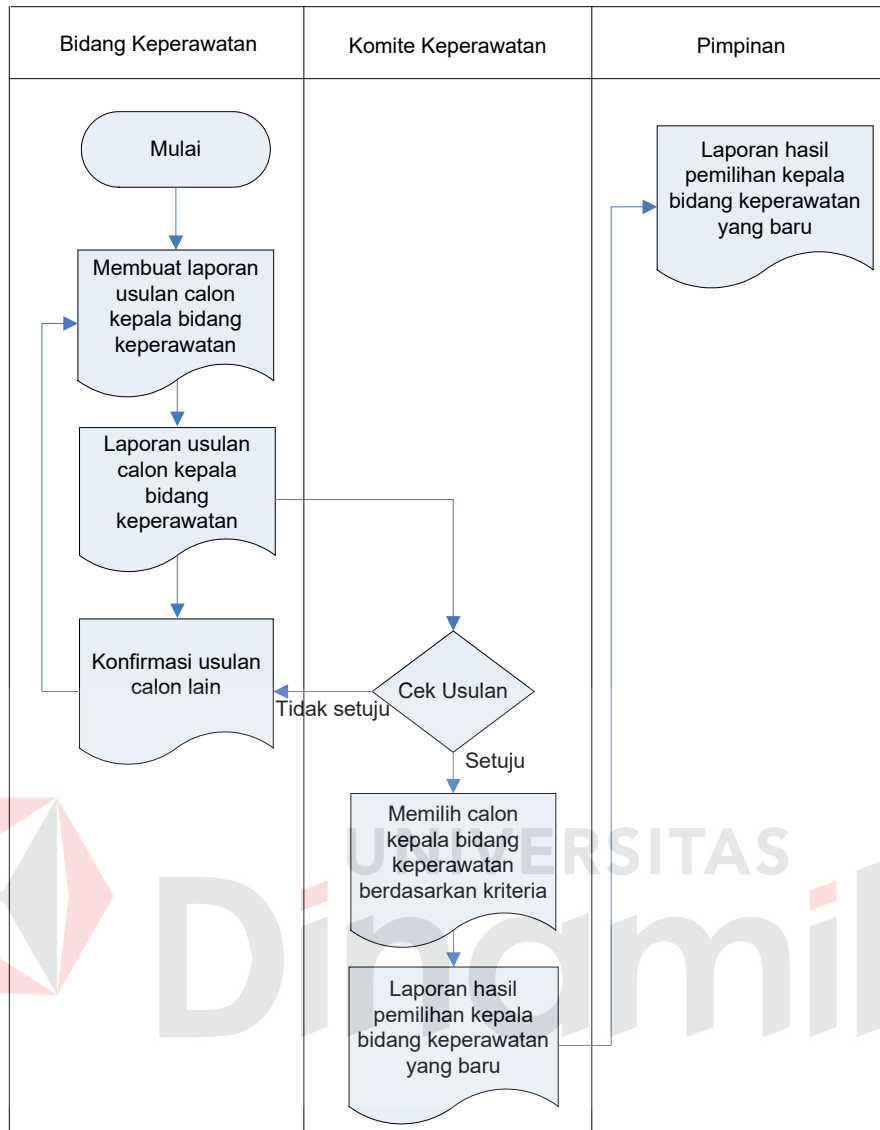 Bidang Keperawatan
Komite Keperawatan
Pimpinan
Mulai
Laporan hasil
pemilihan kepala
bidang keperawatan
yang baru
Membuat laporan
usulan calon
kepala bidang
keperawatan
Laporan usulan
calon kepala
bidang
keperawatan
Konfirmasi usulan
calon lain
Cek Usulan
Tidak setuju
Setuju
Memilih calon
kepala bidang
keperawatan
berdasarkan kriteria
UNIVERSITAS
Dinamik
Laporan hasil
pemilihan kepala
bidang keperawatan
yang baru